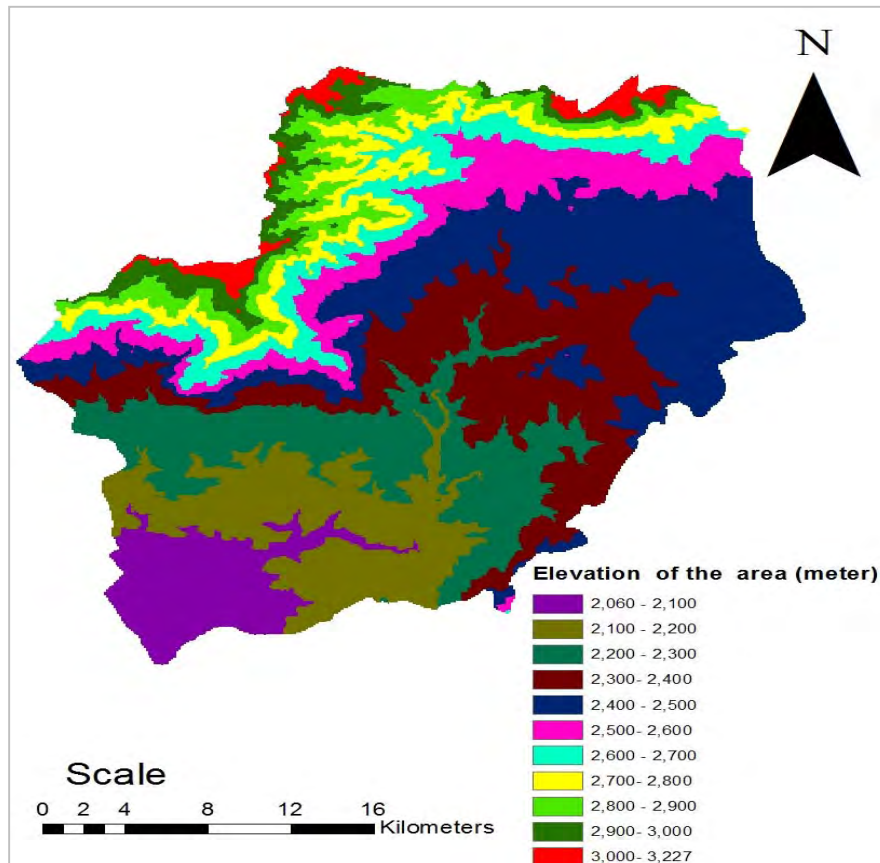 N
Elevation of the area (meter)
2,060 - 2,100
2,100 - 2,200
2,200 - 2,300
2,300- 2,400
2,400 - 2,500
2,500- 2,600
2,600 - 2,700
2,700 - 2,800
2,800 - 2,900
2,900- 3,000
3,000 - 3,227
Scale
0 2 4 8 12 16
Kilometers